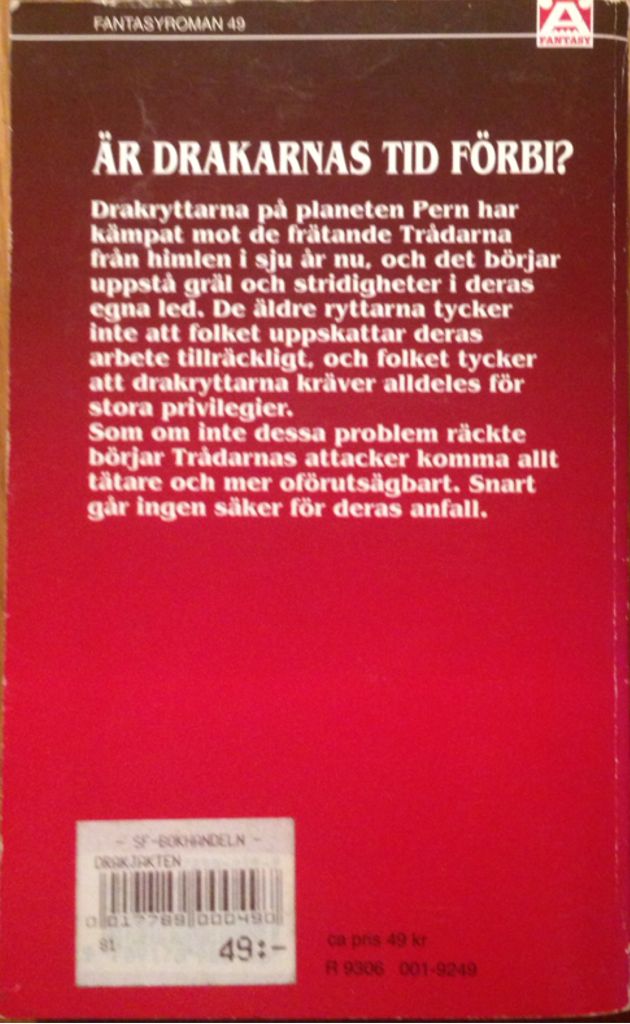 FANTASYROMAN 49
A
FANTASY
ÄR DRAKARNAS TID FÖRBI?
Drakryttarna på planeten Pern har
kämpat mot de frätande Trådarna
från himlen i sju år nu, och det börjar
uppstå gräl och stridigheter i deras
egna led. De äldre ryttarna tycker
inte att folket uppskattar deras
arbete tillräckligt, och folket tycker
att drakryttarna kräver alldeles för
stora privilegier.
Som om inte dessa problem räckte
börjar Trådarnas attacker komma allt
tätare och mer oförutsägbart. Snart
går ingen säker för deras anfall.
- SF-BOKHANDELN -
DRAKJAKTEN
0 017789 000490
81
49:-
ca pris 49 kr
R 9306 001-9249